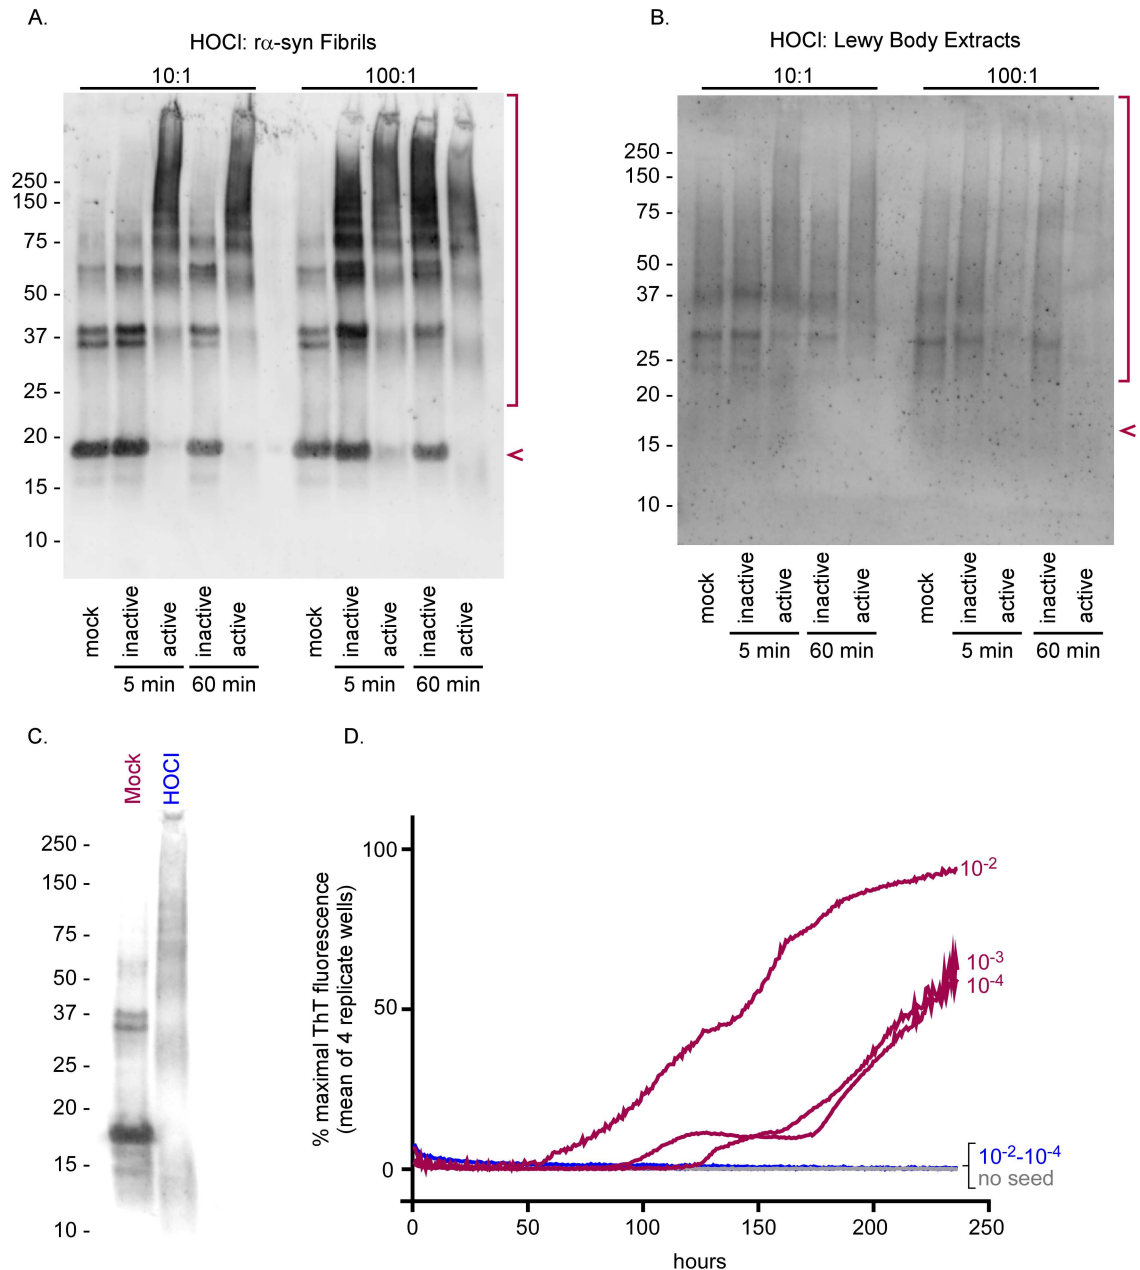 A.
HOCl: rα-syn Fibrils
10:1 100:1
250 -
150 -
75 -
50 -
37 -
25 -
20 -
15 -
10 -
mock inactive active inactive active mock inactive active inactive active
5 min 60 min 5 min 60 min
B.
HOCl: Lewy Body Extracts
10:1 100:1
250 -
150 -
75 -
50 -
37 -
25 -
20 -
15 -
10 -
mock inactive active inactive active mock inactive active inactive active
5 min 60 min 5 min 60 min
C.
Mock HOCl
250 -
150 -
75 -
50 -
37 -
25 -
20 -
15 -
10 -
D.
% maximal ThT fluorescence
(mean of 4 replicate wells)
100
50
0
0 50 100 150 200 250
hours
10⁻²
10⁻³
10⁻⁴
10⁻²-10⁻⁴
no seed